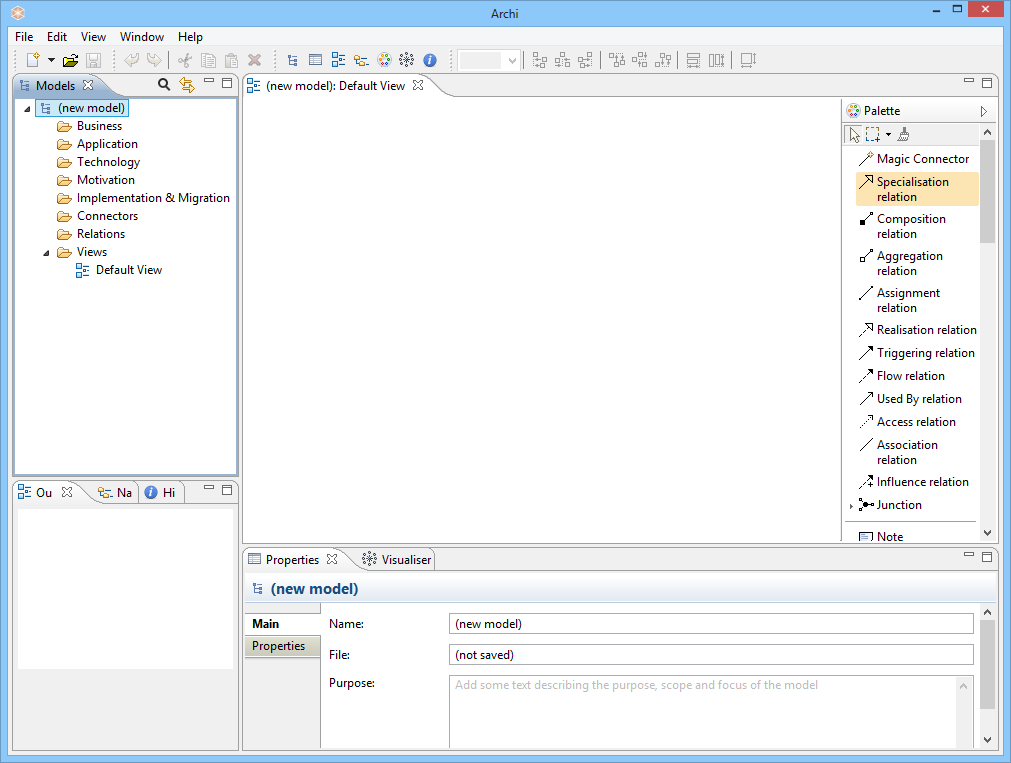 Archi
File Edit View Window Help
Models
(new model)
Business
Application
Technology
Motivation
Implementation & Migration
Connectors
Relations
Views
Default View
(new model): Default View
Palette
Magic Connector
Specialisation
relation
Composition
relation
Aggregation
relation
Assignment
relation
Realisation relation
Triggering relation
Flow relation
Used By relation
Access relation
Association
relation
Influence relation
Junction
Note
Ou
Na
Hi
Properties
Visualiser
(new model)
Main
Properties
Name:
(new model)
File:
(not saved)
Purpose:
Add some text describing the purpose, scope and focus of the model